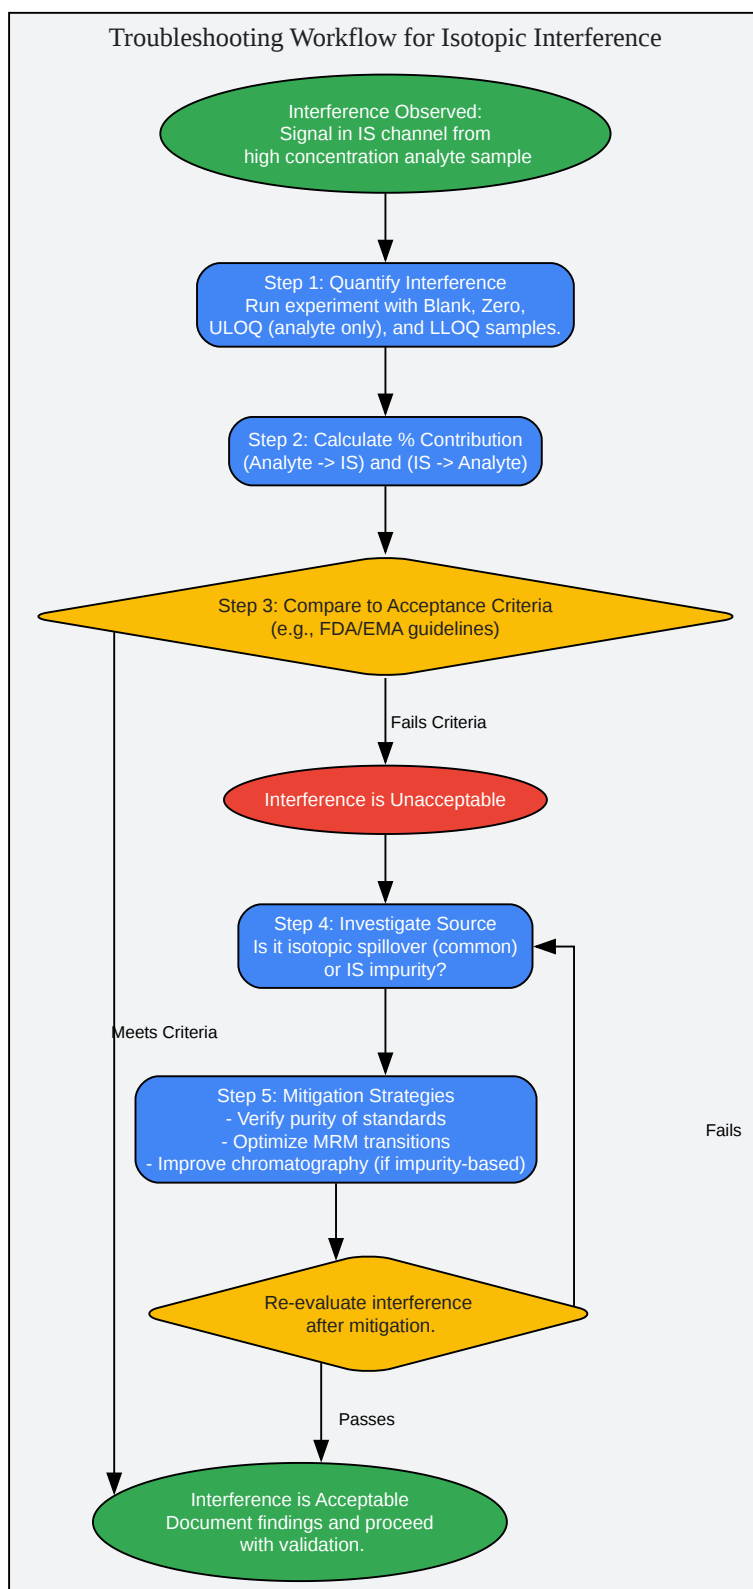 Troubleshooting Workflow for Isotopic Interference
Interference Observed:
Signal in IS channel from
high concentration analyte sample
Step 1: Quantify Interference
Run experiment with Blank, Zero,
ULOQ (analyte only), and LLOQ samples.
Step 2: Calculate % Contribution
(Analyte -> IS) and (IS -> Analyte)
Step 3: Compare to Acceptance Criteria
(e.g., FDA/EMA guidelines)
Fails Criteria
Interference is Unacceptable
Step 4: Investigate Source
Is it isotopic spillover (common)
or IS impurity?
Meets Criteria
Step 5: Mitigation Strategies
- Verify purity of standards
- Optimize MRM transitions
- Improve chromatography (if impurity-based)
Fails
Re-evaluate interference
after mitigation.
Passes
Interference is Acceptable
Document findings and proceed
with validation.